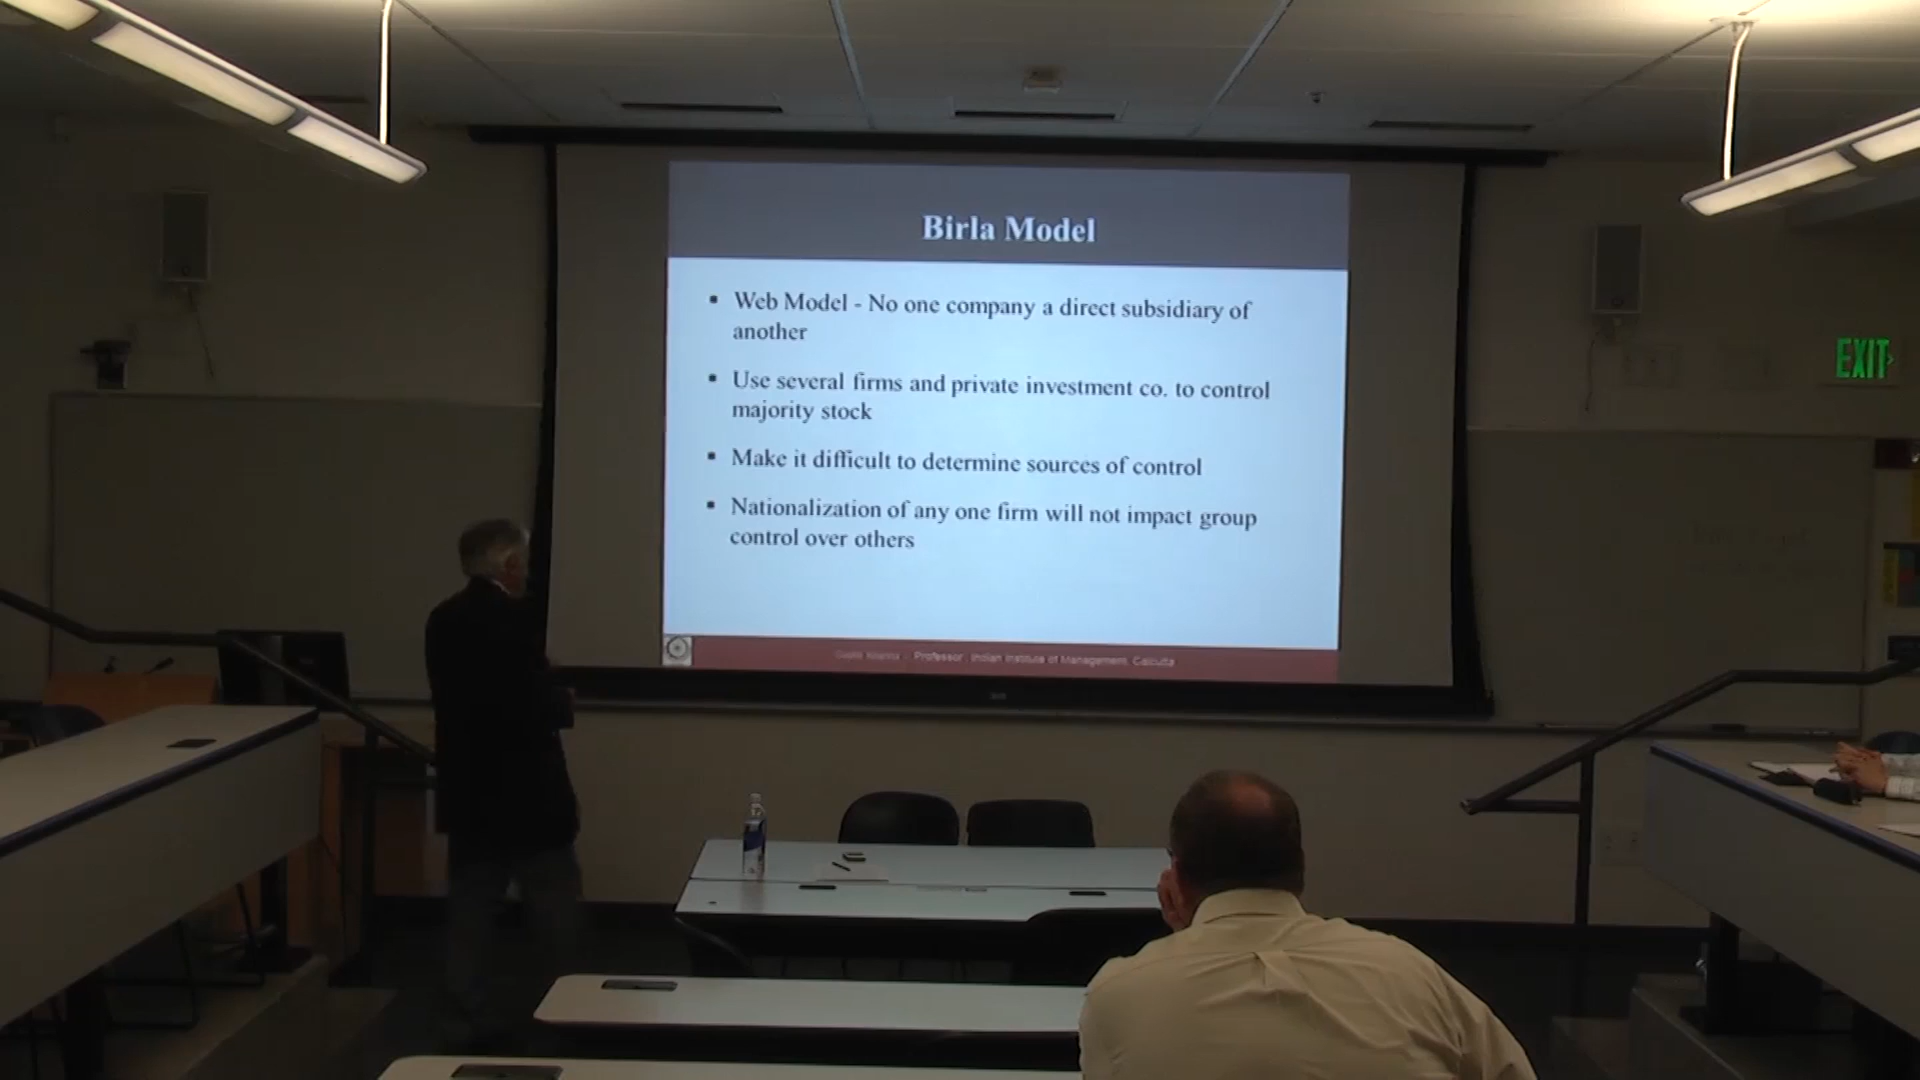 Birla Model
▪ Web Model - No one company a direct subsidiary of
another
▪ Use several firms and private investment co. to control
majority stock
▪ Make it difficult to determine sources of control
▪ Nationalization of any one firm will not impact group
control over others
Professor, Indian Institute of Management, Calcutta
EXIT